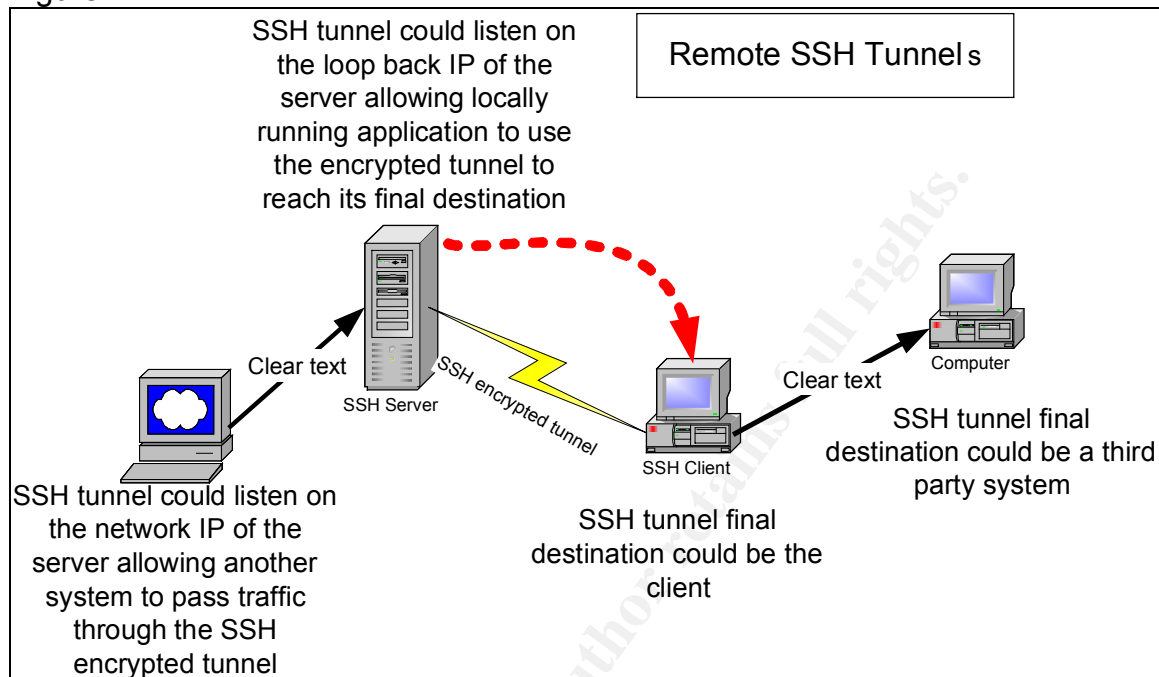 SSH tunnel could listen on
the loop back IP of the
server allowing locally
running application to use
the encrypted tunnel to
reach its final destination
Remote SSH Tunnels
Clear text
SSH Server
SSH encrypted tunnel
SSH Client
Clear text
Computer
SSH tunnel final
destination could be a third
party system
SSH tunnel could listen on
the network IP of the
server allowing another
system to pass traffic
through the SSH
encrypted tunnel
SSH tunnel final
destination could be the
client
author retains full rights.